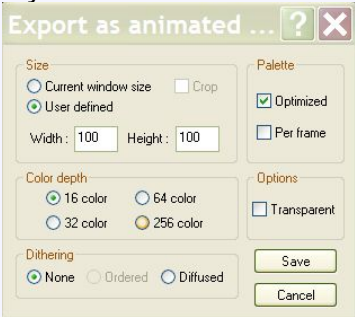 Export as animated ...
Size
Current window size
Crop
User defined
Width : 100 Height : 100
Palette
Optimized
Per frame
Color depth
16 color
64 color
32 color
256 color
Options
Transparent
Dithering
None Ordered Diffused
Save
Cancel